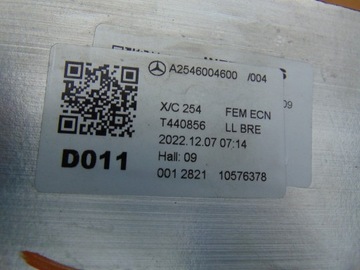 A2546004600 /004
X/C 254 FEM ECN
T440856 LL BRE
2022.12.07 07:14
Hall: 09
D011
001 2821 10576378
09